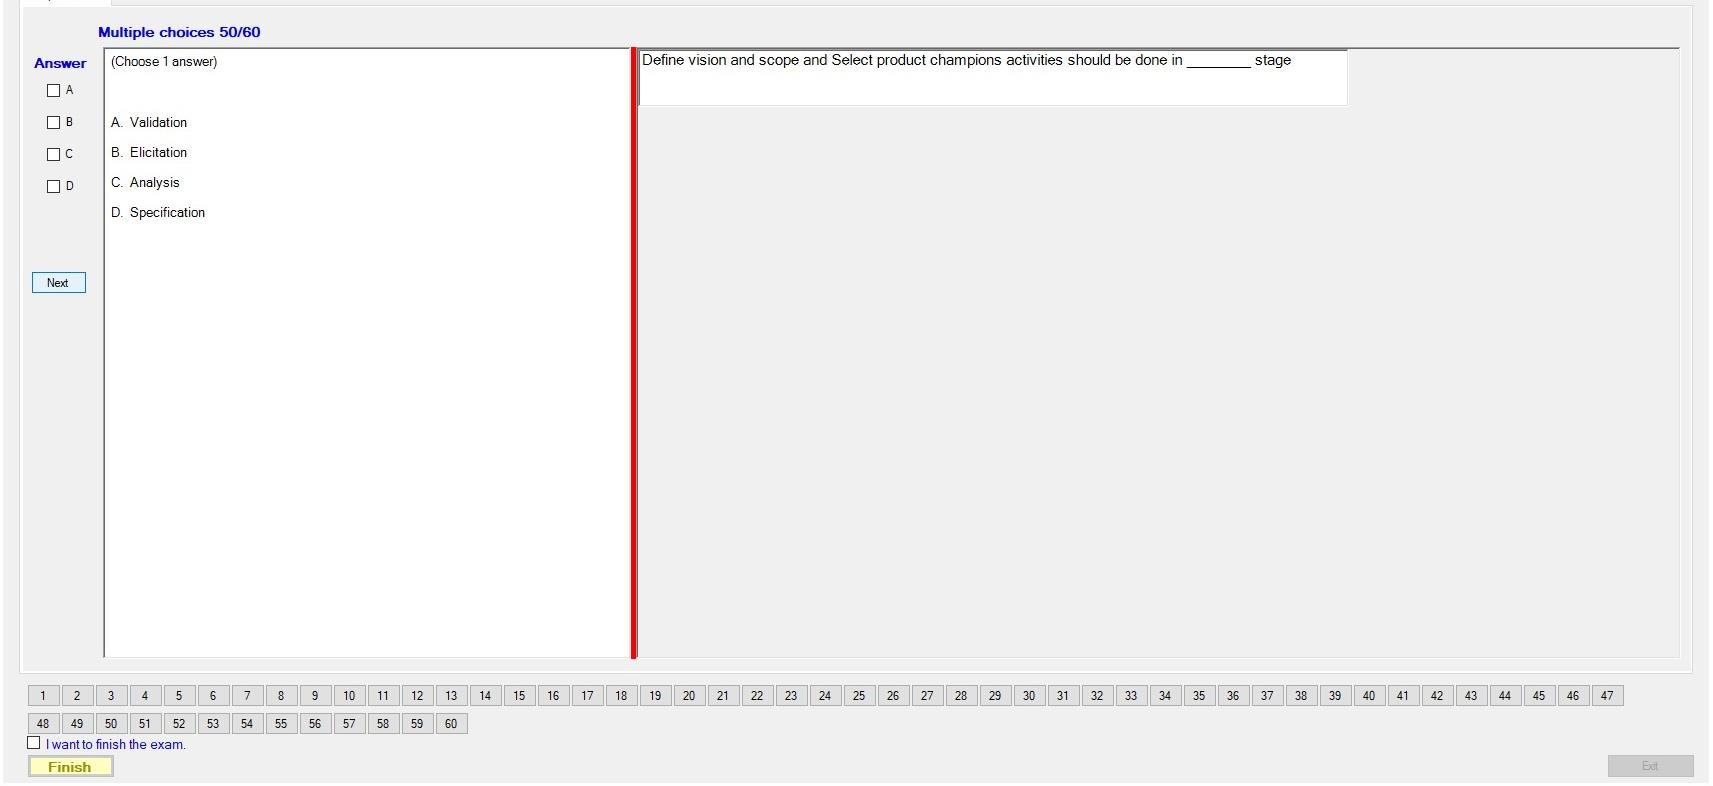 Multiple choices 50/60
Answer
A
B
C
D
Next
(Choose 1 answer)
A. Validation
B. Elicitation
C. Analysis
D. Specification
Define vision and scope and Select product champions activities should be done in ________ stage
1 2 3 4 5 6 7 8 9 10 11 12 13 14 15 16 17 18 19 20 21 22 23 24 25 26 27 28 29 30 31 32 33 34 35 36 37 38 39 40 41 42 43 44 45 46 47
48 49 50 51 52 53 54 55 56 57 58 59 60
I want to finish the exam.
Finish
Exit